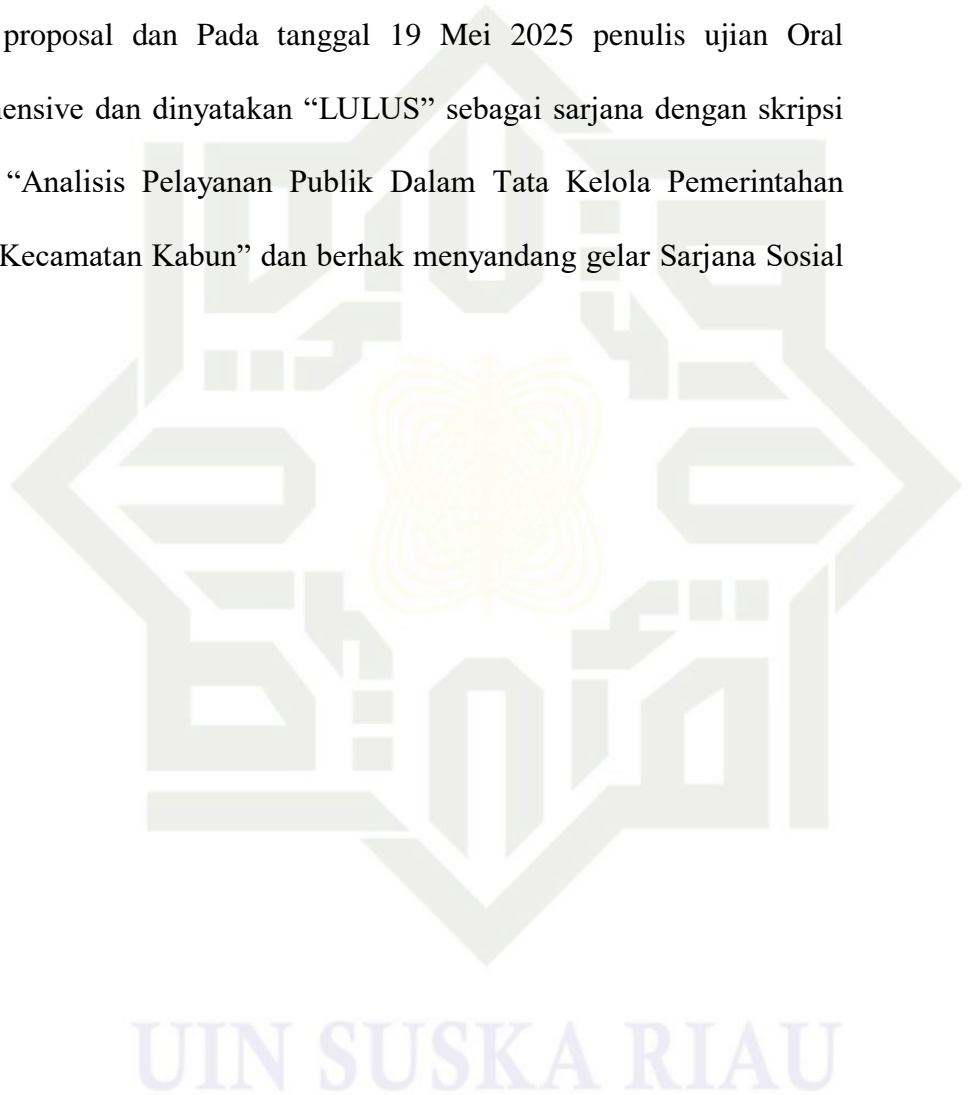 proposal dan Pada tanggal 19 Mei 2025 penulis ujian Oral
ensive dan dinyatakan “LULUS” sebagai sarjana dengan skripsi
“Analisis Pelayanan Publik Dalam Tata Kelola Pemerintahan
Kecamatan Kabun” dan berhak menyandang gelar Sarjana Sosial
UIN SUSKA RIAU